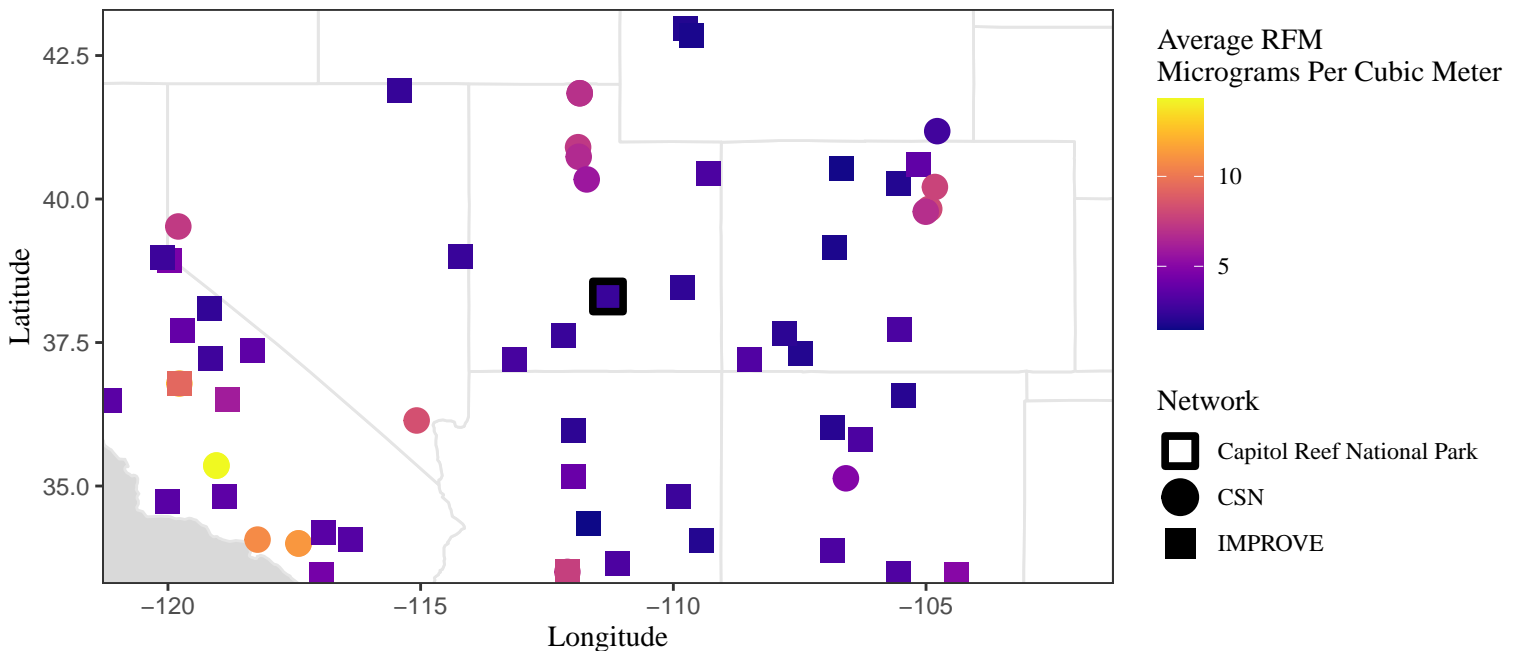 42.5
40.0
37.5
35.0
Latitude
−120
−115
−110
−105
Longitude
Average RFM
Micrograms Per Cubic Meter
10
5
Network
Capitol Reef National Park
CSN
IMPROVE